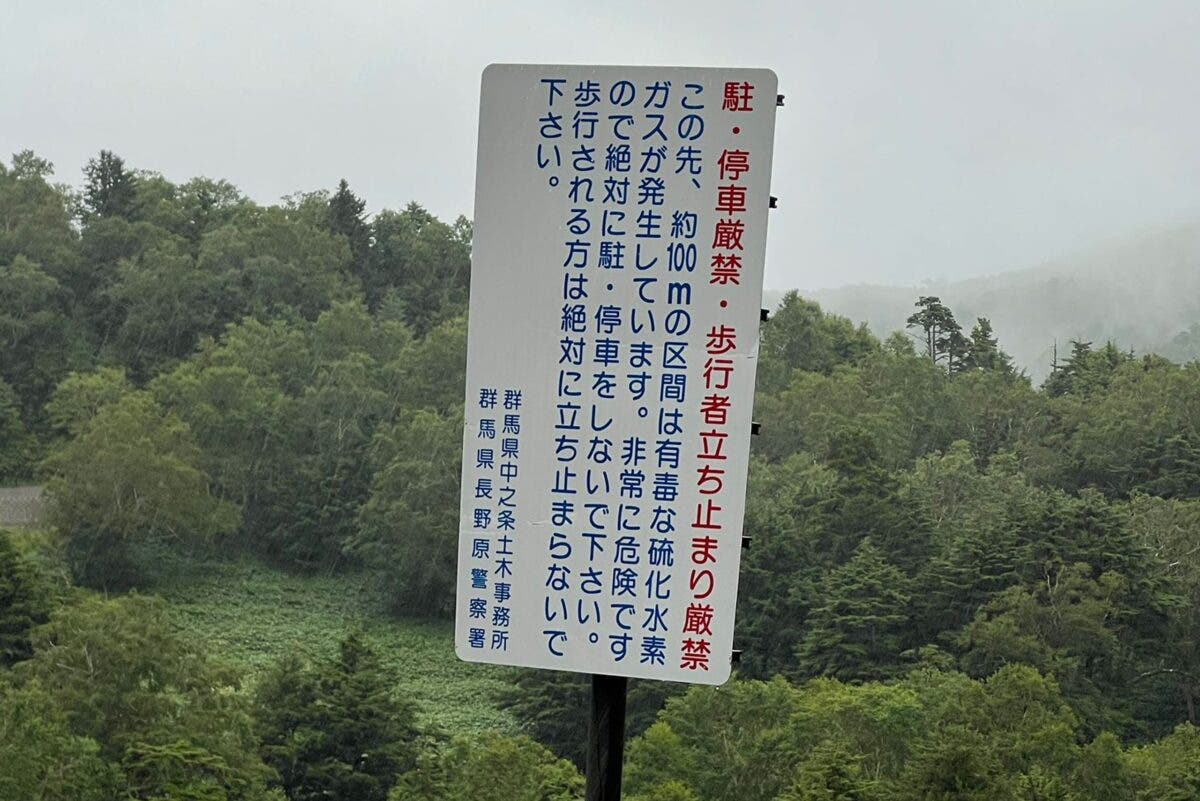 駐・停車厳禁・歩行者立ち止まり厳禁
この先、約100mの区間は有毒な硫化水素
ガスが発生しています。非常に危険です
ので絶対に駐・停車をしないで下さい。
歩行される方は絶対に立ち止まらないで
下さい。
群馬県中之条土木事務所
群馬県長野原警察署